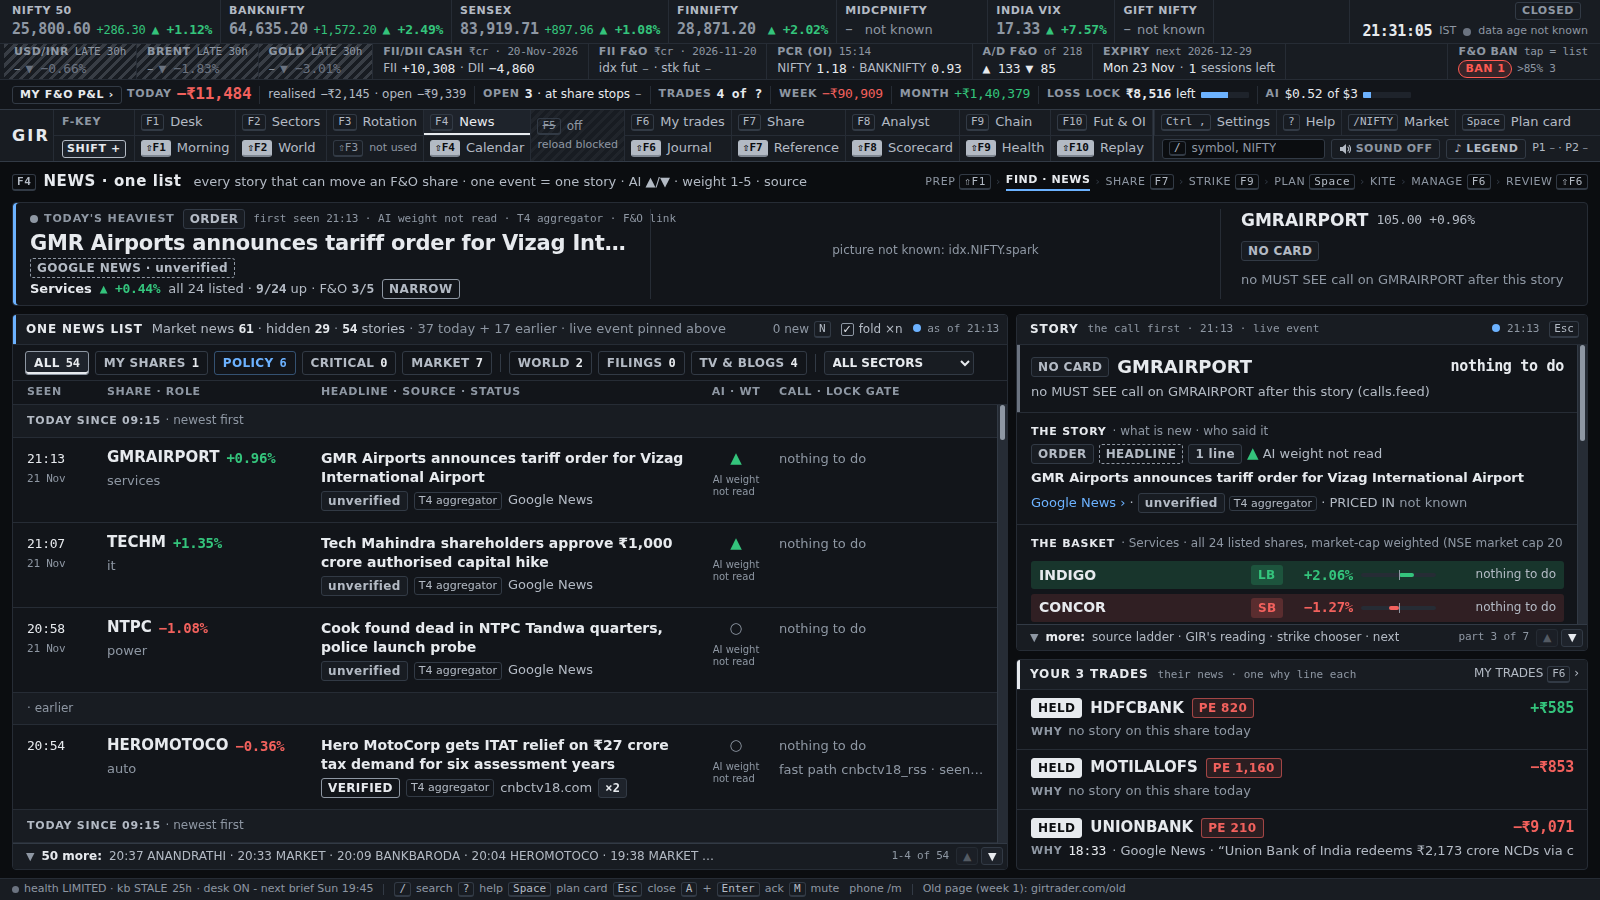 NIFTY 50 BANKNIFTY SENSEX FINNIFTY MIDCPNIFTY INDIA VIX GIFT NIFTY CLOSED
25,800.60 +286.30 ▲ +1.12% 64,635.20 +1,572.20 ▲ +2.49% 83,919.71 +897.96 ▲ +1.08% 28,871.20 ▲ +2.02% – not known 17.33 ▲ +7.57% – not known 21:31:05 IST ● data age not known
USD/INR LATE 30h BRENT LATE 30h GOLD LATE 30h FII/DII CASH ₹cr · 20-Nov-2026 FII F&O ₹cr · 2026-11-20 PCR (OI) 15:14 A/D F&O of 218 EXPIRY next 2026-12-29 F&O BAN tap = list
– ▼ −0.66% – ▼ −1.83% – ▼ −3.01% FII +10,308 · DII −4,860 idx fut – · stk fut – NIFTY 1.18 · BANKNIFTY 0.93 ▲ 133 ▼ 85 Mon 23 Nov · 1 sessions left BAN 1 >85% 3
MY F&O P&L › TODAY −₹11,484 realised −₹2,145 · open −₹9,339 OPEN 3 · at share stops – TRADES 4 of ? WEEK −₹90,909 MONTH +₹1,40,379 LOSS LOCK ₹8,516 left AI $0.52 of $3
GIR F-KEY F1 Desk F2 Sectors F3 Rotation F4 News F5 off F6 My trades F7 Share F8 Analyst F9 Chain F10 Fut & OI Ctrl , Settings ? Help /NIFTY Market Space Plan card
SHIFT + ⇧F1 Morning ⇧F2 World ⇧F3 not used ⇧F4 Calendar reload blocked ⇧F6 Journal ⇧F7 Reference ⇧F8 Scorecard ⇧F9 Health ⇧F10 Replay / symbol, NIFTY SOUND OFF ♪ LEGEND P1 – · P2 –
F4 NEWS · one list every story that can move an F&O share · one event = one story · AI ▲/▼ · weight 1-5 · source PREP ⇧F1 › FIND · NEWS › SHARE F7 › STRIKE F9 › PLAN Space › KITE › MANAGE F6 › REVIEW ⇧F6
● TODAY'S HEAVIEST ORDER first seen 21:13 · AI weight not read · T4 aggregator · F&O link
GMR Airports announces tariff order for Vizag Int…
GOOGLE NEWS · unverified
Services ▲ +0.44% all 24 listed · 9/24 up · F&O 3/5 NARROW
picture not known: idx.NIFTY.spark
GMRAIRPORT 105.00 +0.96%
NO CARD
no MUST SEE call on GMRAIRPORT after this story
ONE NEWS LIST Market news 61 · hidden 29 · 54 stories · 37 today + 17 earlier · live event pinned above 0 new N ✓ fold ×n ● as of 21:13
ALL 54 MY SHARES 1 POLICY 6 CRITICAL 0 MARKET 7 WORLD 2 FILINGS 0 TV & BLOGS 4 ALL SECTORS
SEEN SHARE · ROLE HEADLINE · SOURCE · STATUS AI · WT CALL · LOCK GATE
TODAY SINCE 09:15 · newest first
21:13 GMRAIRPORT +0.96% GMR Airports announces tariff order for Vizag ▲ nothing to do
21 Nov services International Airport AI weight
unverified T4 aggregator Google News not read
21:07 TECHM +1.35% Tech Mahindra shareholders approve ₹1,000 ▲ nothing to do
21 Nov it crore authorised capital hike AI weight
unverified T4 aggregator Google News not read
20:58 NTPC −1.08% Cook found dead in NTPC Tandwa quarters, ○ nothing to do
21 Nov power police launch probe AI weight
unverified T4 aggregator Google News not read
· earlier
20:54 HEROMOTOCO −0.36% Hero MotoCorp gets ITAT relief on ₹27 crore ○ nothing to do
auto tax demand for six assessment years AI weight fast path cnbctv18_rss · seen…
VERIFIED T4 aggregator cnbctv18.com ×2 not read
TODAY SINCE 09:15 · newest first
▼ 50 more: 20:37 ANANDRATHI · 20:33 MARKET · 20:09 BANKBARODA · 20:04 HEROMOTOCO · 19:38 MARKET … 1-4 of 54 ▲ ▼
STORY the call first · 21:13 · live event ● 21:13 Esc
NO CARD GMRAIRPORT nothing to do
no MUST SEE call on GMRAIRPORT after this story (calls.feed)
THE STORY · what is new · who said it
ORDER HEADLINE 1 line ▲ AI weight not read
GMR Airports announces tariff order for Vizag International Airport
Google News › · unverified T4 aggregator · PRICED IN not known
THE BASKET · Services · all 24 listed shares, market-cap weighted (NSE market cap 20
INDIGO LB +2.06% nothing to do
CONCOR SB −1.27% nothing to do
▼ more: source ladder · GIR's reading · strike chooser · next part 3 of 7 ▲ ▼
YOUR 3 TRADES their news · one why line each MY TRADES F6 ›
HELD HDFCBANK PE 820 +₹585
WHY no story on this share today
HELD MOTILALOFS PE 1,160 −₹853
WHY no story on this share today
HELD UNIONBANK PE 210 −₹9,071
WHY 18:33 · Google News · “Union Bank of India redeems ₹2,173 crore NCDs via c
● health LIMITED · kb STALE 25h · desk ON - next brief Sun 19:45 / search ? help Space plan card Esc close A + Enter ack M mute phone /m Old page (week 1): girtrader.com/old